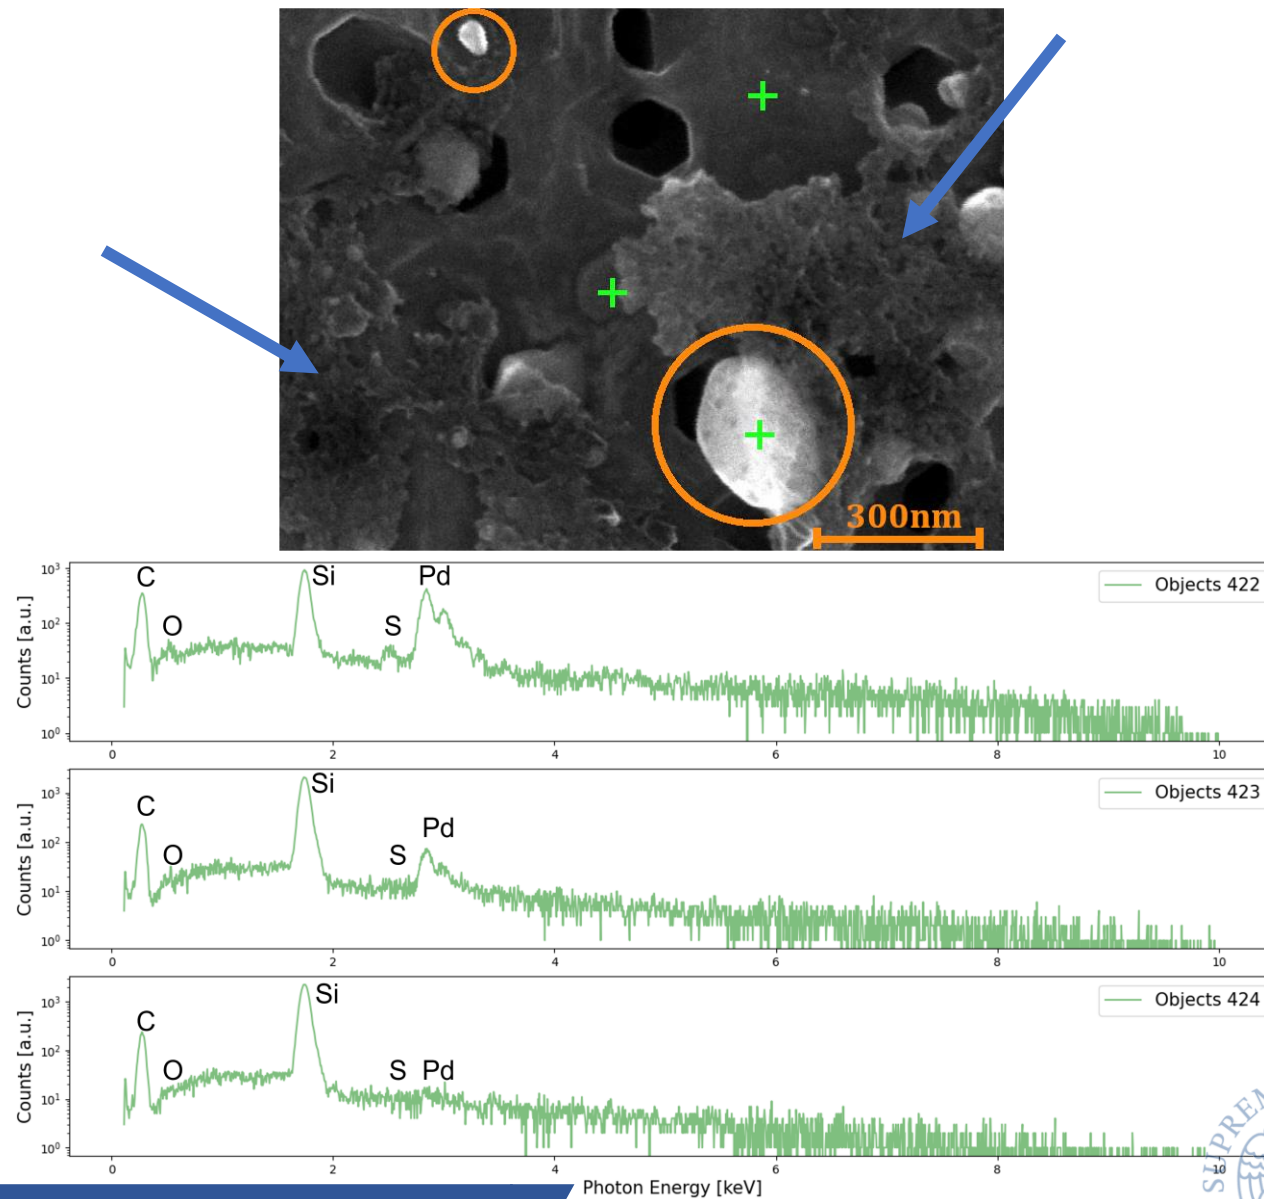 300nm
C
O
Si
S
Pd
Objects 422
Counts [a.u.]
10³
10²
10¹
10⁰
0 2 4 6 8 10
C
O
Si
S
Pd
Objects 423
Counts [a.u.]
10³
10²
10¹
10⁰
0 2 4 6 8 10
C
O
Si
S
Pd
Objects 424
Counts [a.u.]
10³
10²
10¹
10⁰
0 2 4 6 8 10
Photon Energy [keV]
SUPREM